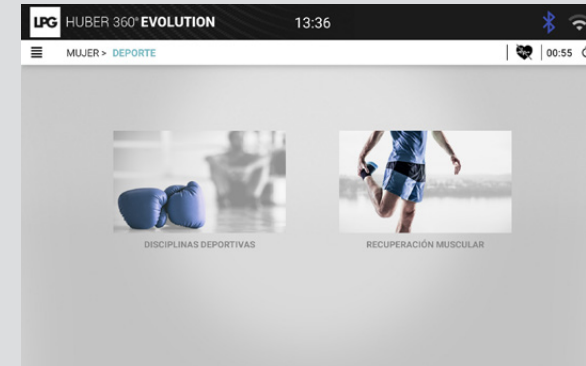 LPG HUBER 360° EVOLUTION 13:36
MUJER > DEPORTE 00:55
DISCIPLINAS DEPORTIVAS
RECUPERACIÓN MUSCULAR